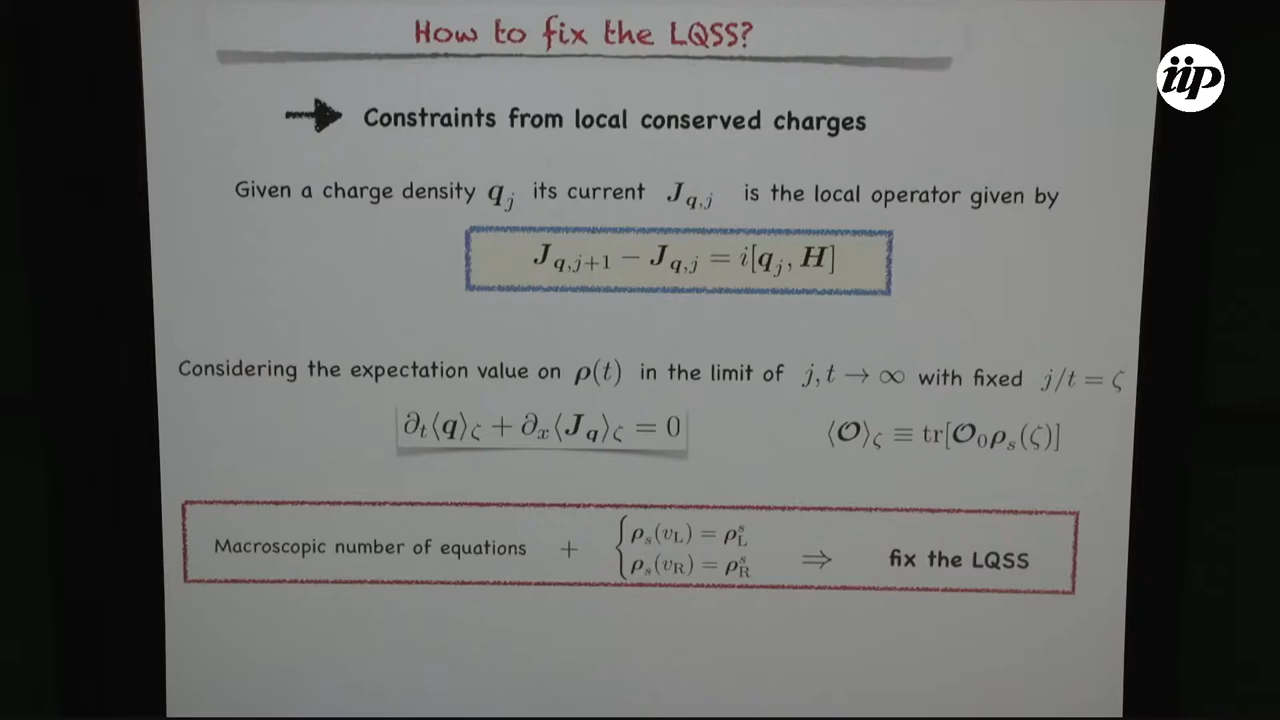 How to fix the LQSS?
iip
Constraints from local conserved charges
Given a charge density q_j its current J_{q,j} is the local operator given by
J_{q,j+1} − J_{q,j} = i[q_j, H]
Considering the expectation value on ρ(t) in the limit of j, t → ∞ with fixed j/t = ζ
∂_t⟨q⟩_ζ + ∂_x⟨J_q⟩_ζ = 0 ⟨O⟩_ζ ≡ tr[O_0 ρ_s(ζ)]
Macroscopic number of equations + { ρ_s(v_L) = ρ_L^s ⇒ fix the LQSS
ρ_s(v_R) = ρ_R^s